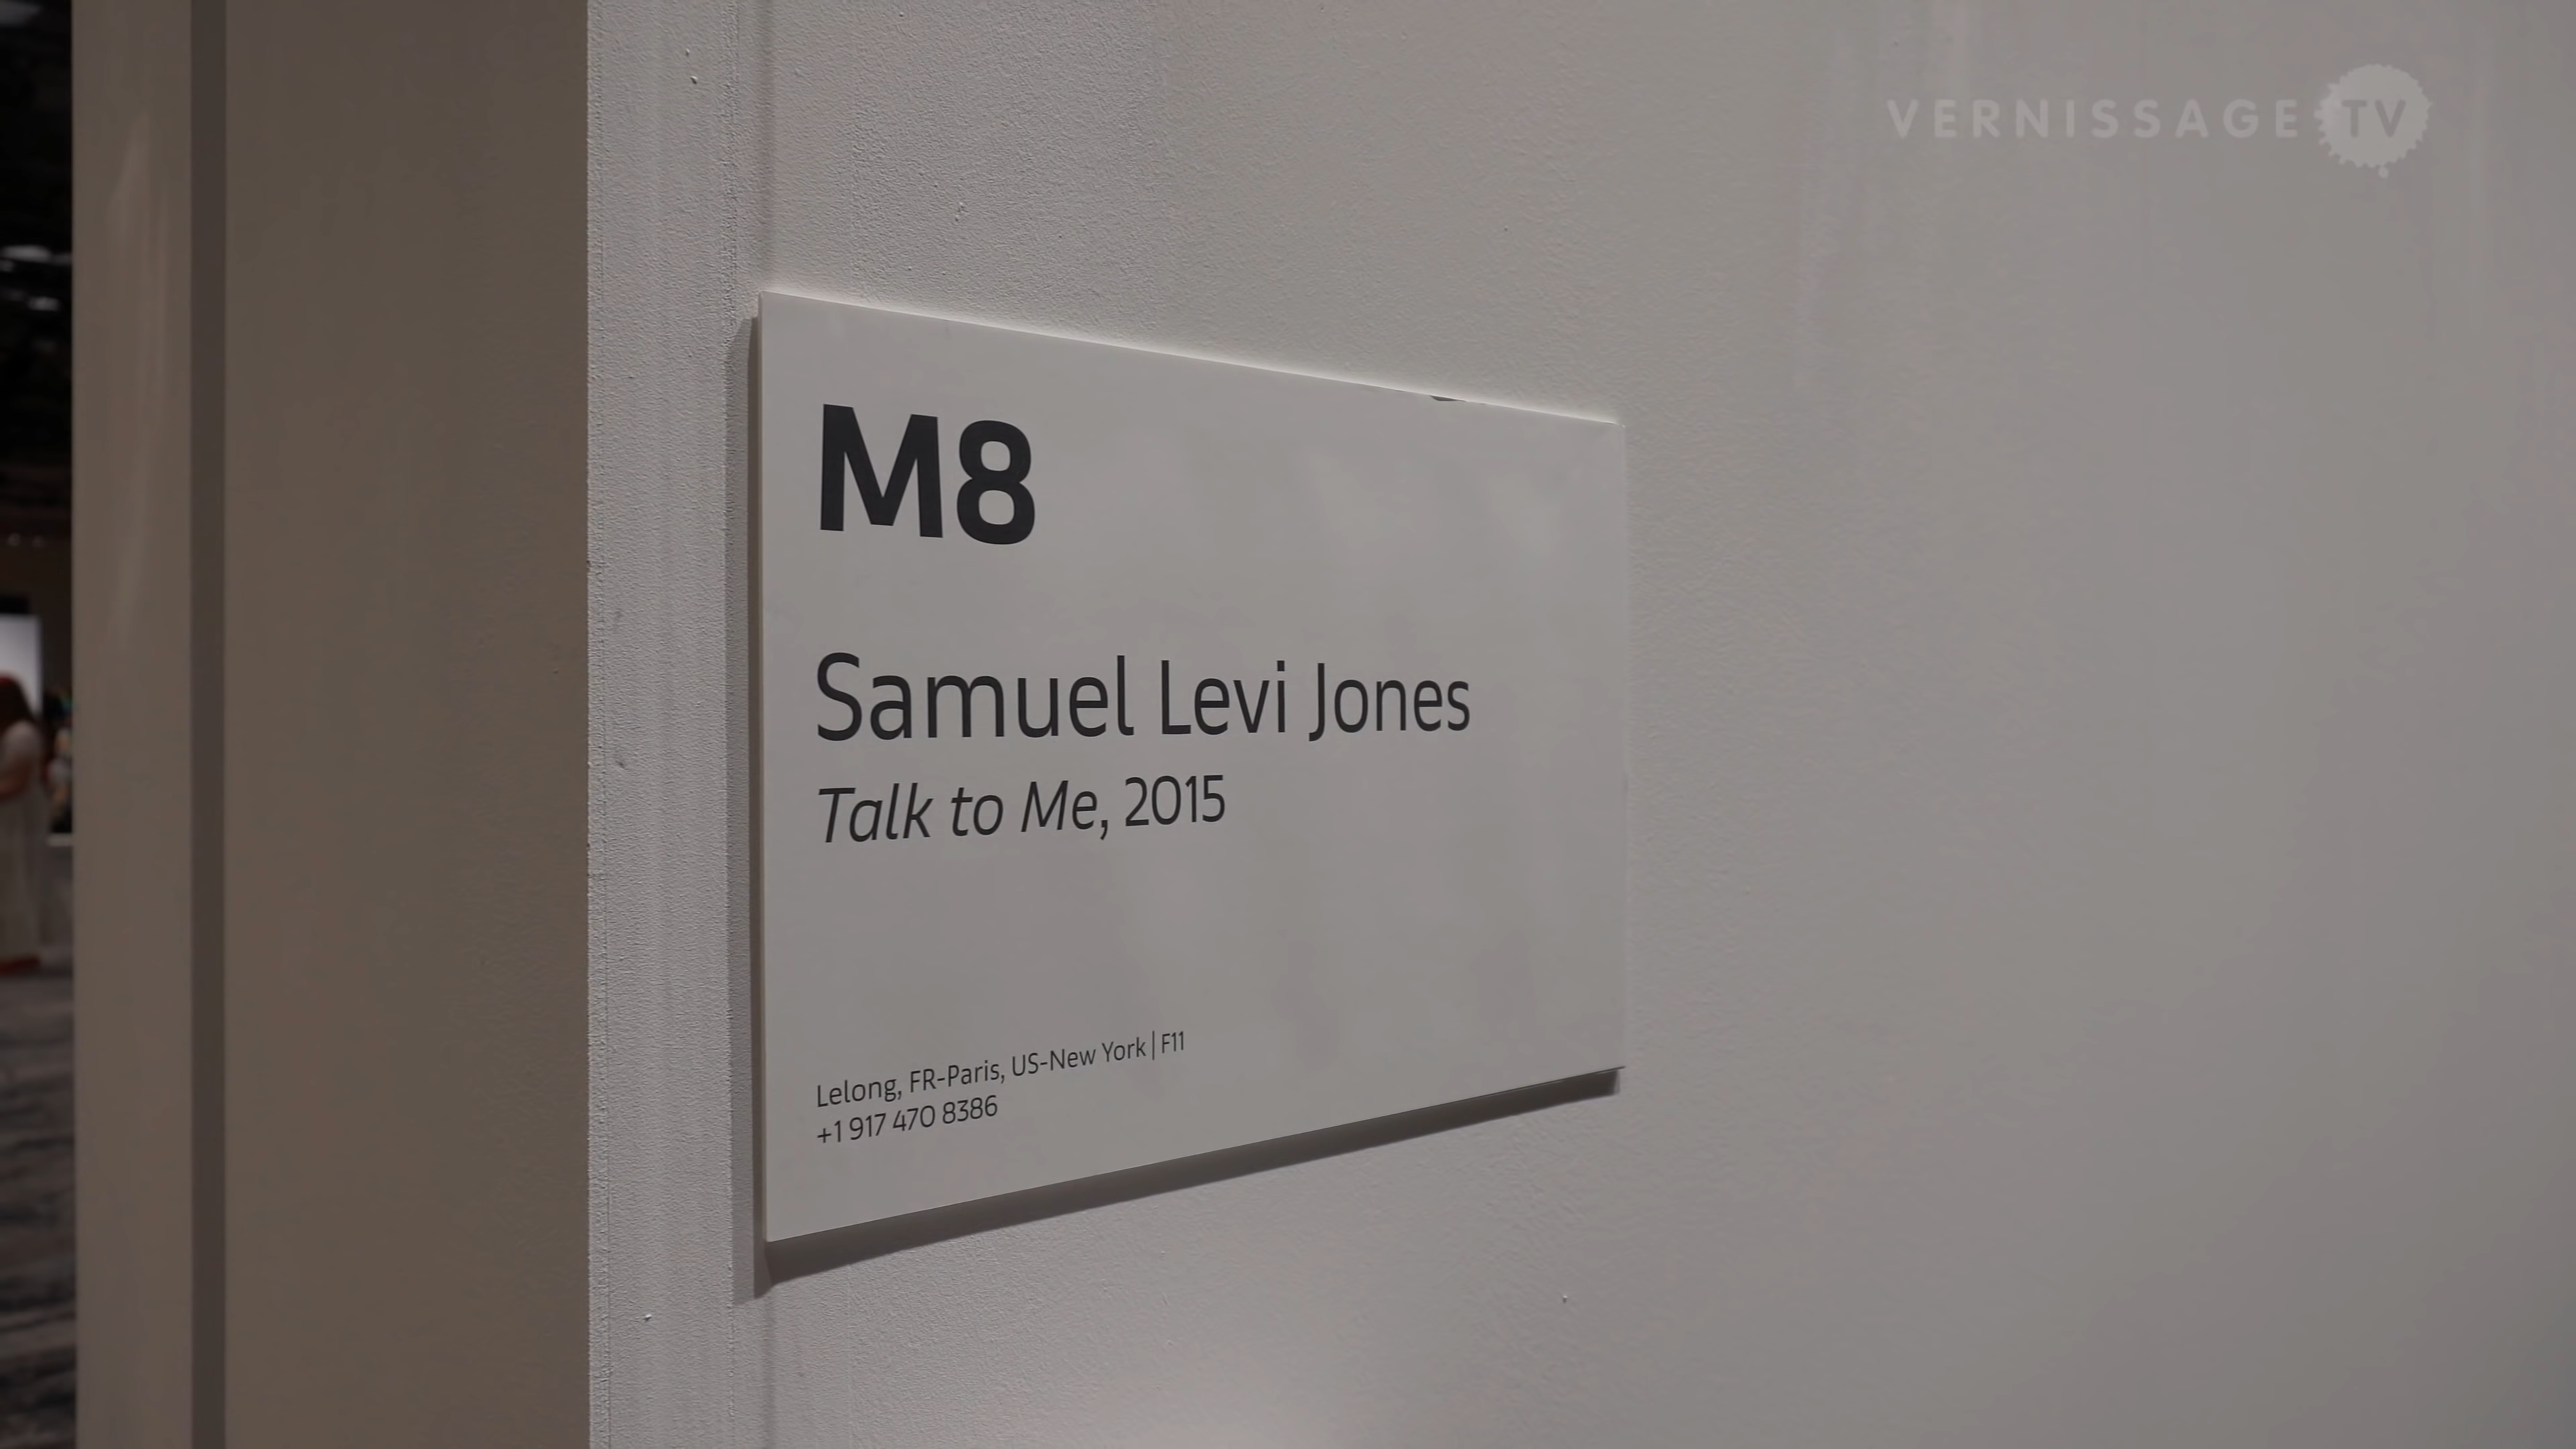 VERNISSAGE TV
M8
Samuel Levi Jones
Talk to Me, 2015
Lelong, FR-Paris, US-New York | F11
+1 917 470 8386